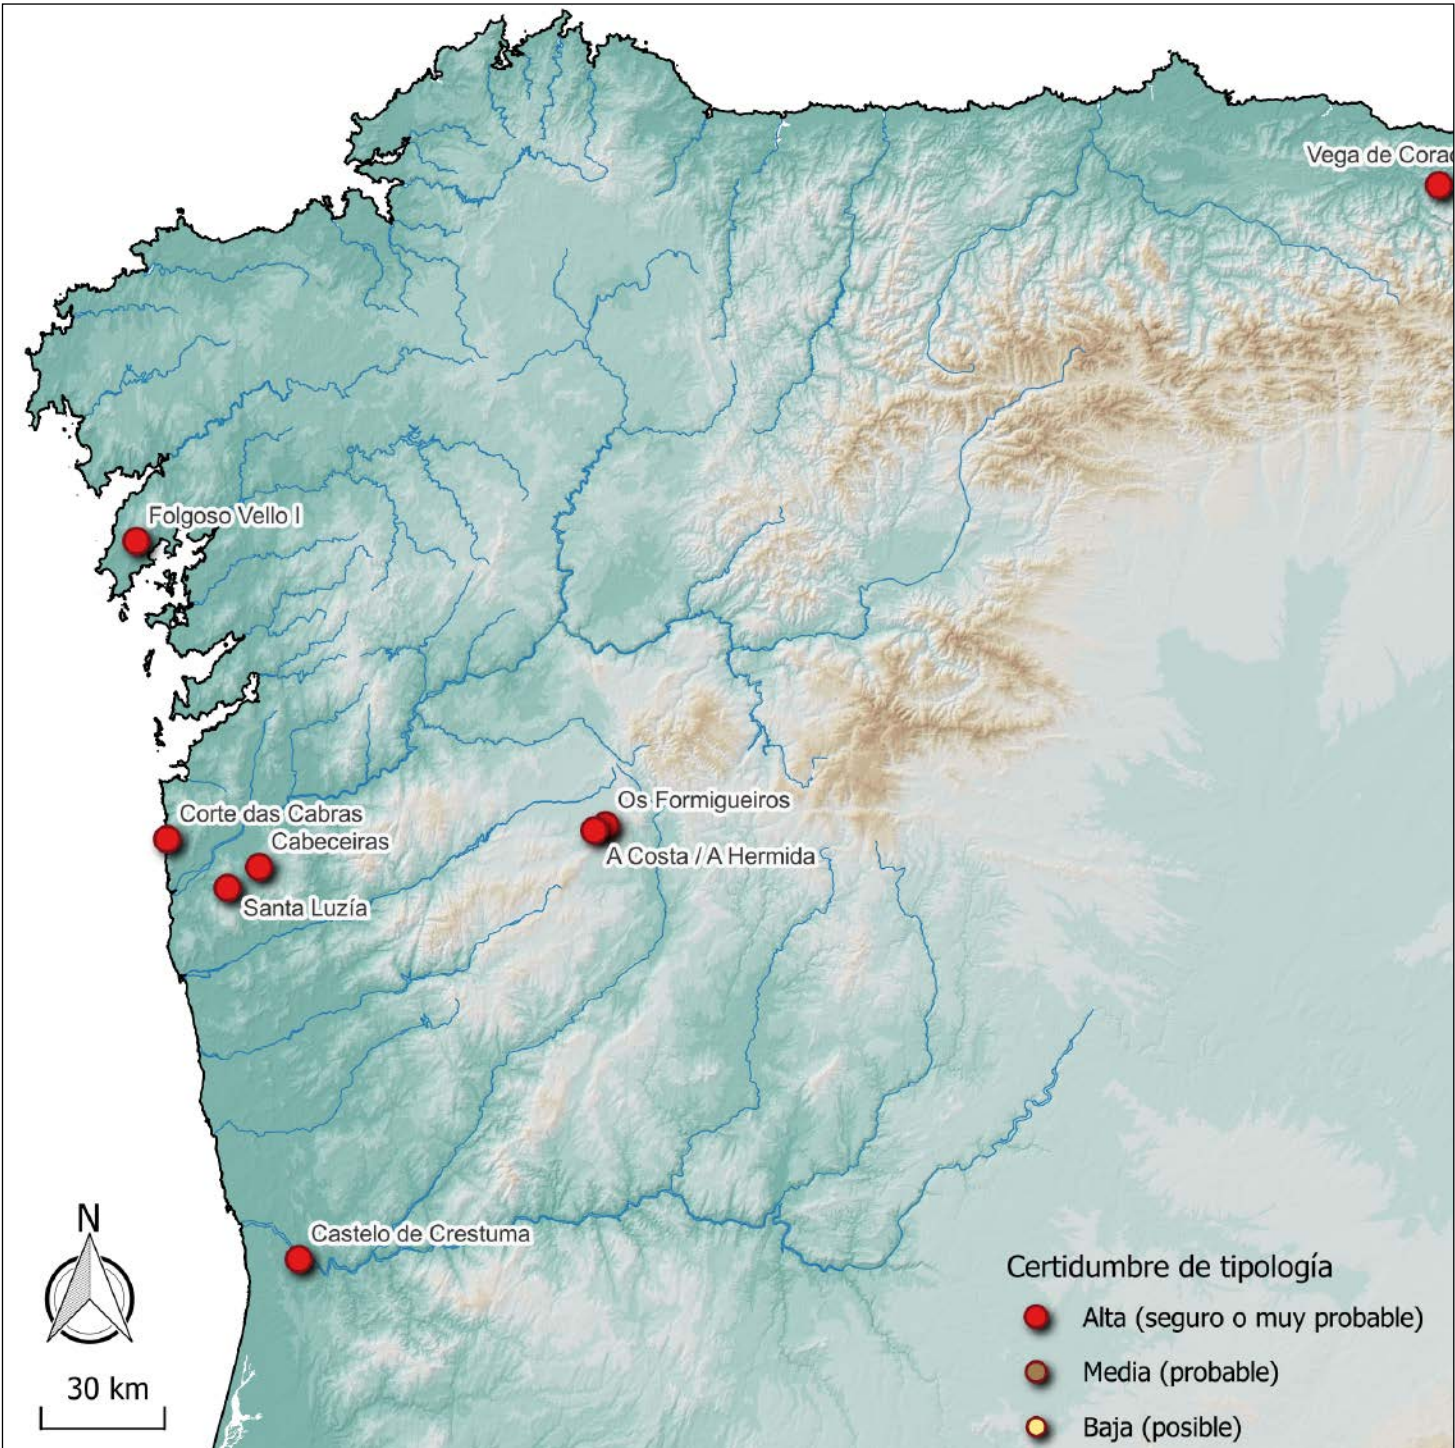 Vega de Corao
Folgoso Vello I
Corte das Cabras
Cabeceiras
Santa Luzía
Os Formigueiros
A Costa / A Hermida
Castelo de Crestuma
N
30 km
Certidumbre de tipología
Alta (seguro o muy probable)
Media (probable)
Baja (posible)